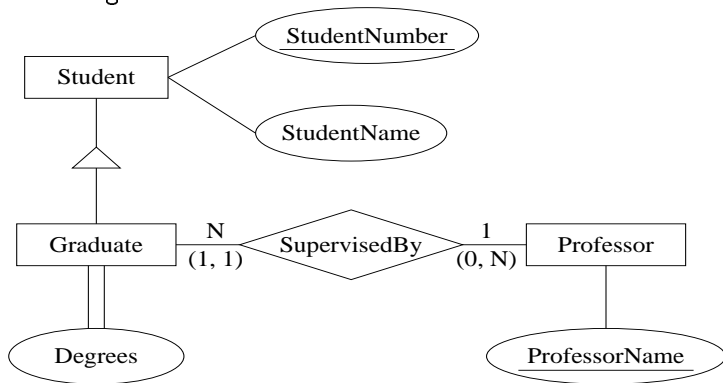 g
StudentNumber
Student
StudentName
Graduate
N
(1, 1)
SupervisedBy
1
(0, N)
Professor
Degrees
ProfessorName